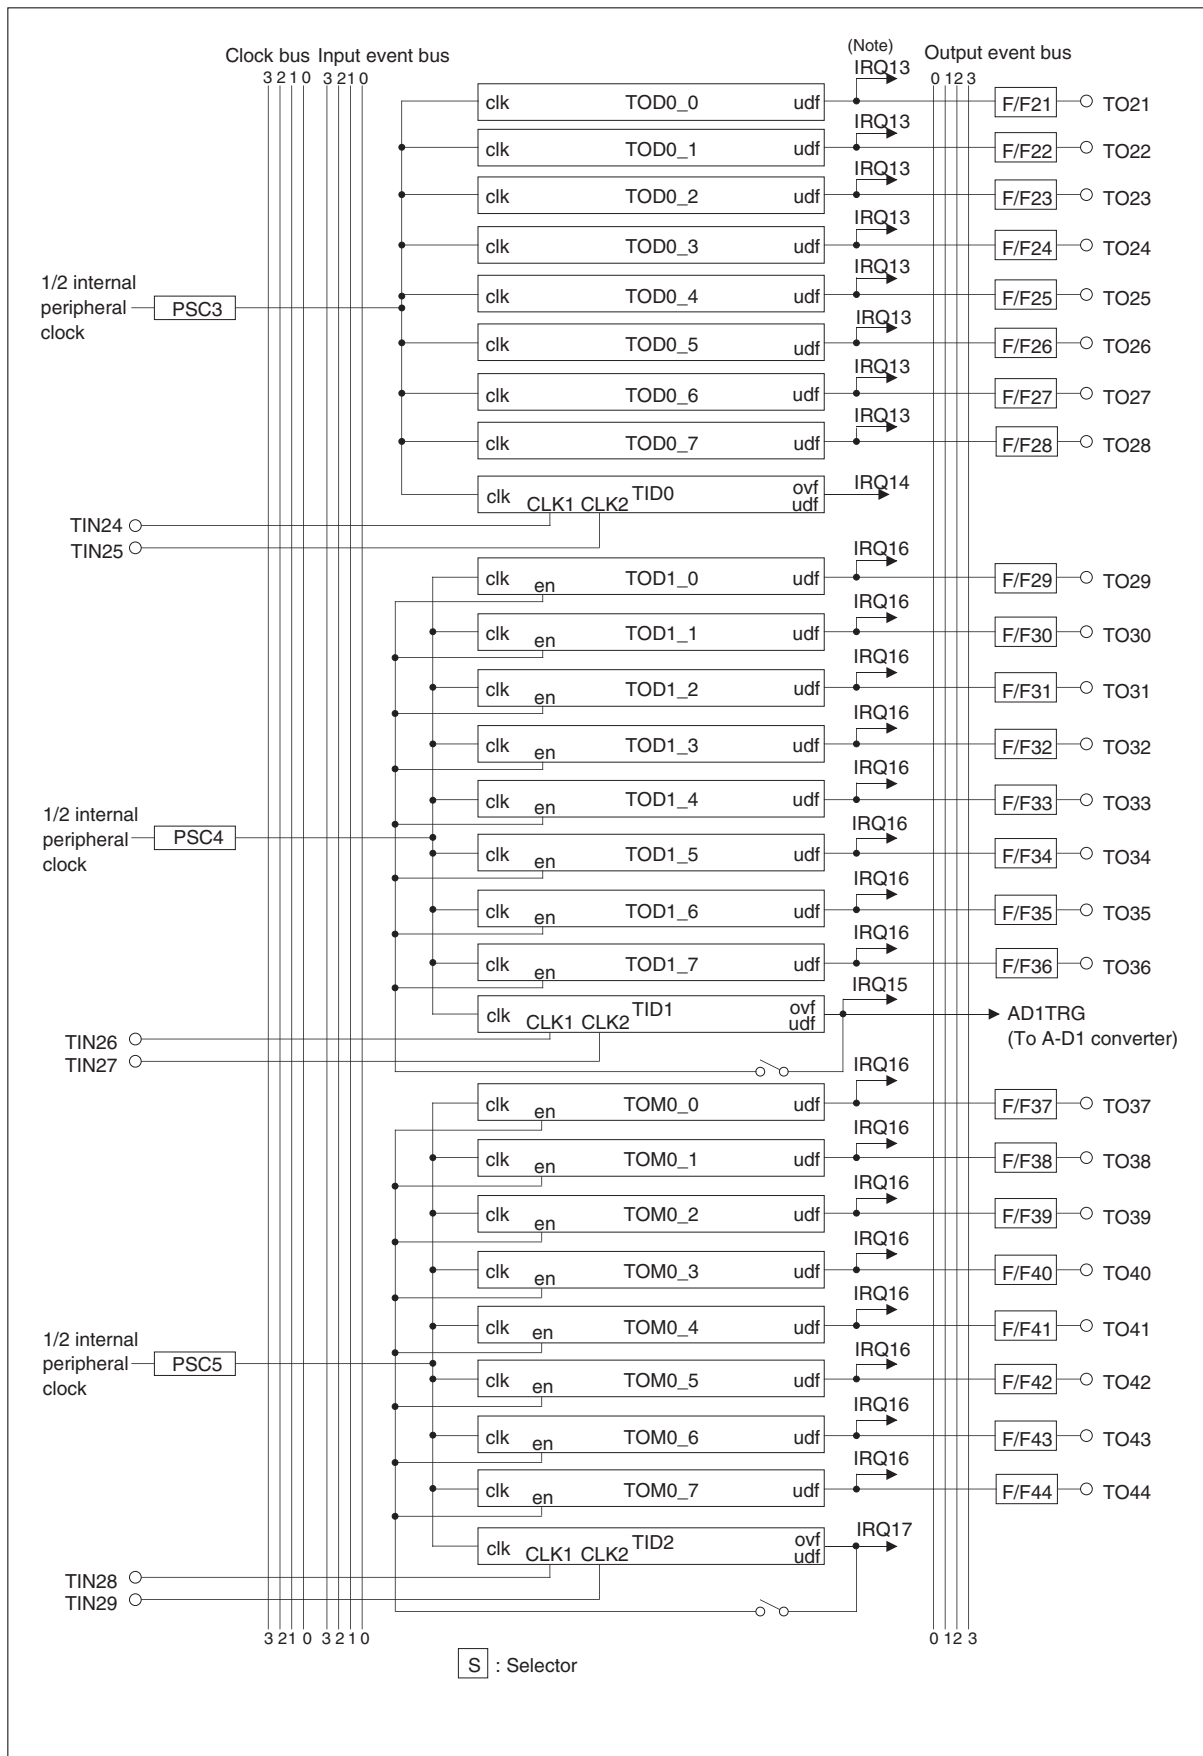 (Note)
Clock bus Input event bus Output event bus
3 2 1 0 3 2 1 0 0 1 2 3
IRQ13
clk TOD0_0 udf F/F21 TO21
IRQ13
clk TOD0_1 udf F/F22 TO22
IRQ13
clk TOD0_2 udf F/F23 TO23
IRQ13
clk TOD0_3 udf F/F24 TO24
IRQ13
1/2 internal
peripheral
clock
PSC3
clk TOD0_4 udf F/F25 TO25
IRQ13
clk TOD0_5 udf F/F26 TO26
IRQ13
clk TOD0_6 udf F/F27 TO27
IRQ13
clk TOD0_7 udf F/F28 TO28
clk CLK1 CLK2 TID0 ovf udf IRQ14
TIN24
TIN25
IRQ16
clk en TOD1_0 udf F/F29 TO29
IRQ16
clk en TOD1_1 udf F/F30 TO30
IRQ16
clk en TOD1_2 udf F/F31 TO31
IRQ16
clk en TOD1_3 udf F/F32 TO32
IRQ16
clk en TOD1_4 udf F/F33 TO33
1/2 internal
peripheral
clock
PSC4
IRQ16
clk en TOD1_5 udf F/F34 TO34
IRQ16
clk en TOD1_6 udf F/F35 TO35
IRQ16
clk en TOD1_7 udf F/F36 TO36
IRQ15
clk CLK1 CLK2 TID1 ovf udf AD1TRG
(To A-D1 converter)
TIN26
TIN27
IRQ16
clk en TOM0_0 udf F/F37 TO37
IRQ16
clk en TOM0_1 udf F/F38 TO38
IRQ16
clk en TOM0_2 udf F/F39 TO39
IRQ16
clk en TOM0_3 udf F/F40 TO40
IRQ16
clk en TOM0_4 udf F/F41 TO41
1/2 internal
peripheral
clock
PSC5
IRQ16
clk en TOM0_5 udf F/F42 TO42
IRQ16
clk en TOM0_6 udf F/F43 TO43
IRQ16
clk en TOM0_7 udf F/F44 TO44
clk CLK1 CLK2 TID2 ovf udf IRQ17
TIN28
TIN29
3 2 1 0 3 2 1 0 0 1 2 3
S : Selector